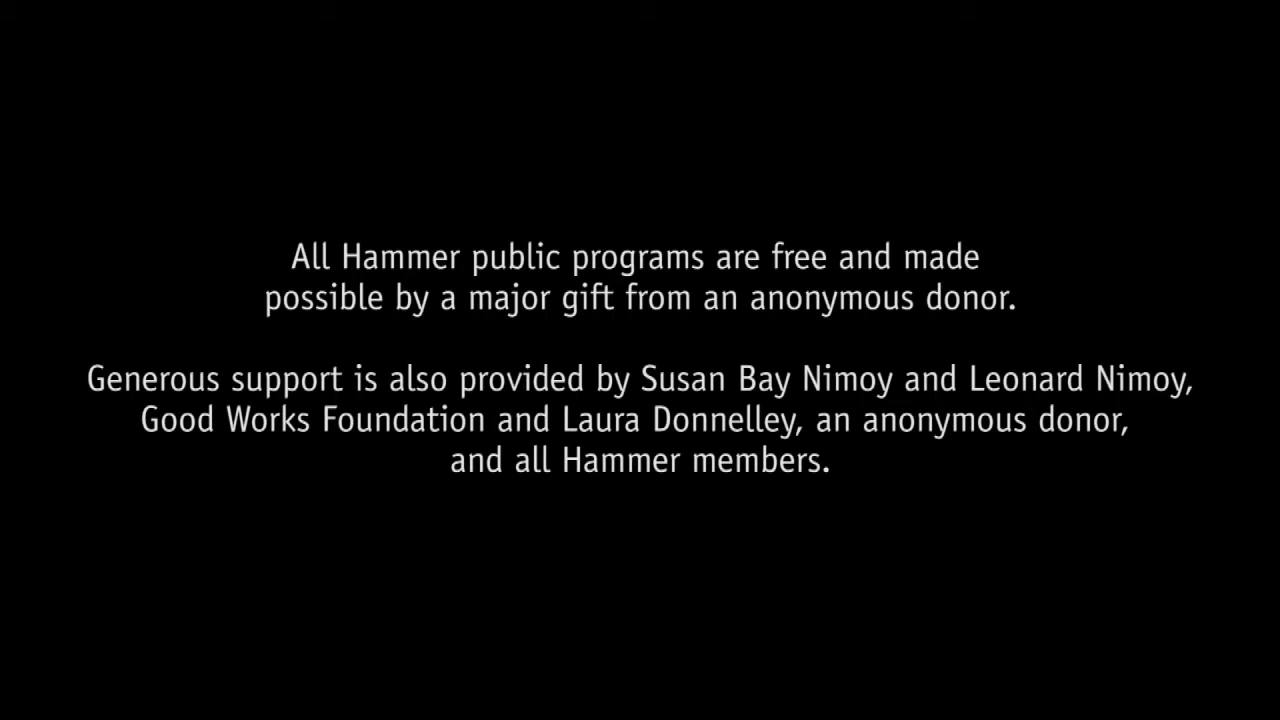 All Hammer public programs are free and made
possible by a major gift from an anonymous donor.
Generous support is also provided by Susan Bay Nimoy and Leonard Nimoy,
Good Works Foundation and Laura Donnelley, an anonymous donor,
and all Hammer members.